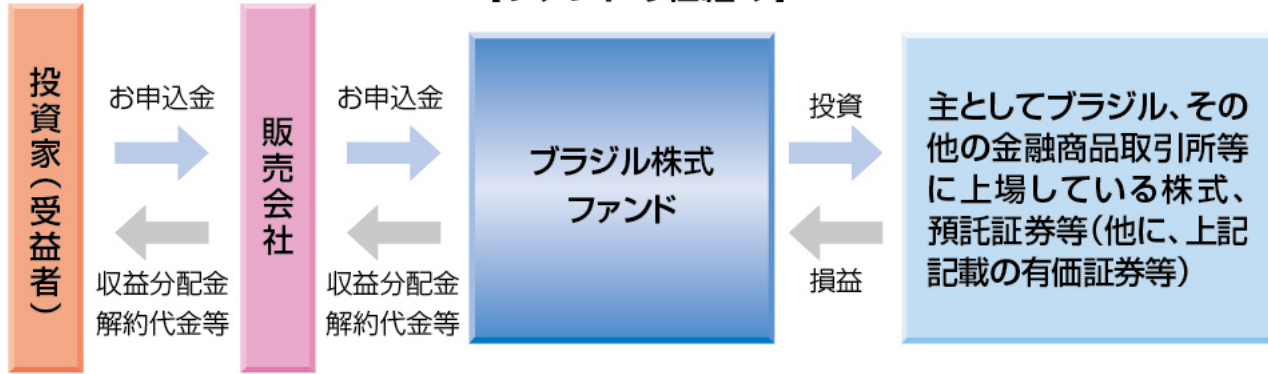 投資家（受益者）
お申込金
収益分配金
解約代金等
販売会社
お申込金
収益分配金
解約代金等
ブラジル株式
ファンド
投資
損益
主としてブラジル、その
他の金融商品取引所等
に上場している株式、
預託証券等（他に、上記
記載の有価証券等）